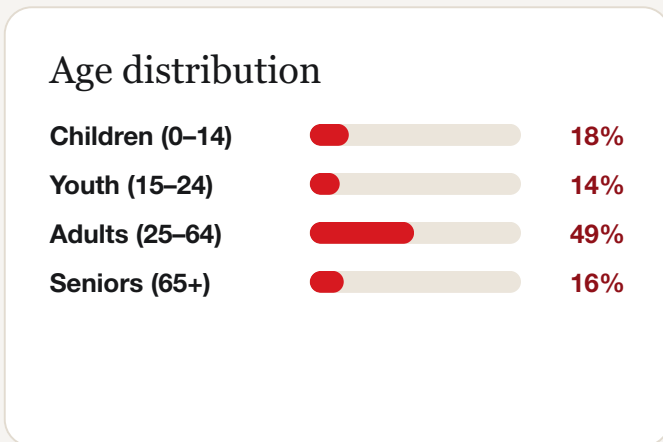 Age distribution
Children (0–14) 18%
Youth (15–24) 14%
Adults (25–64) 49%
Seniors (65+) 16%